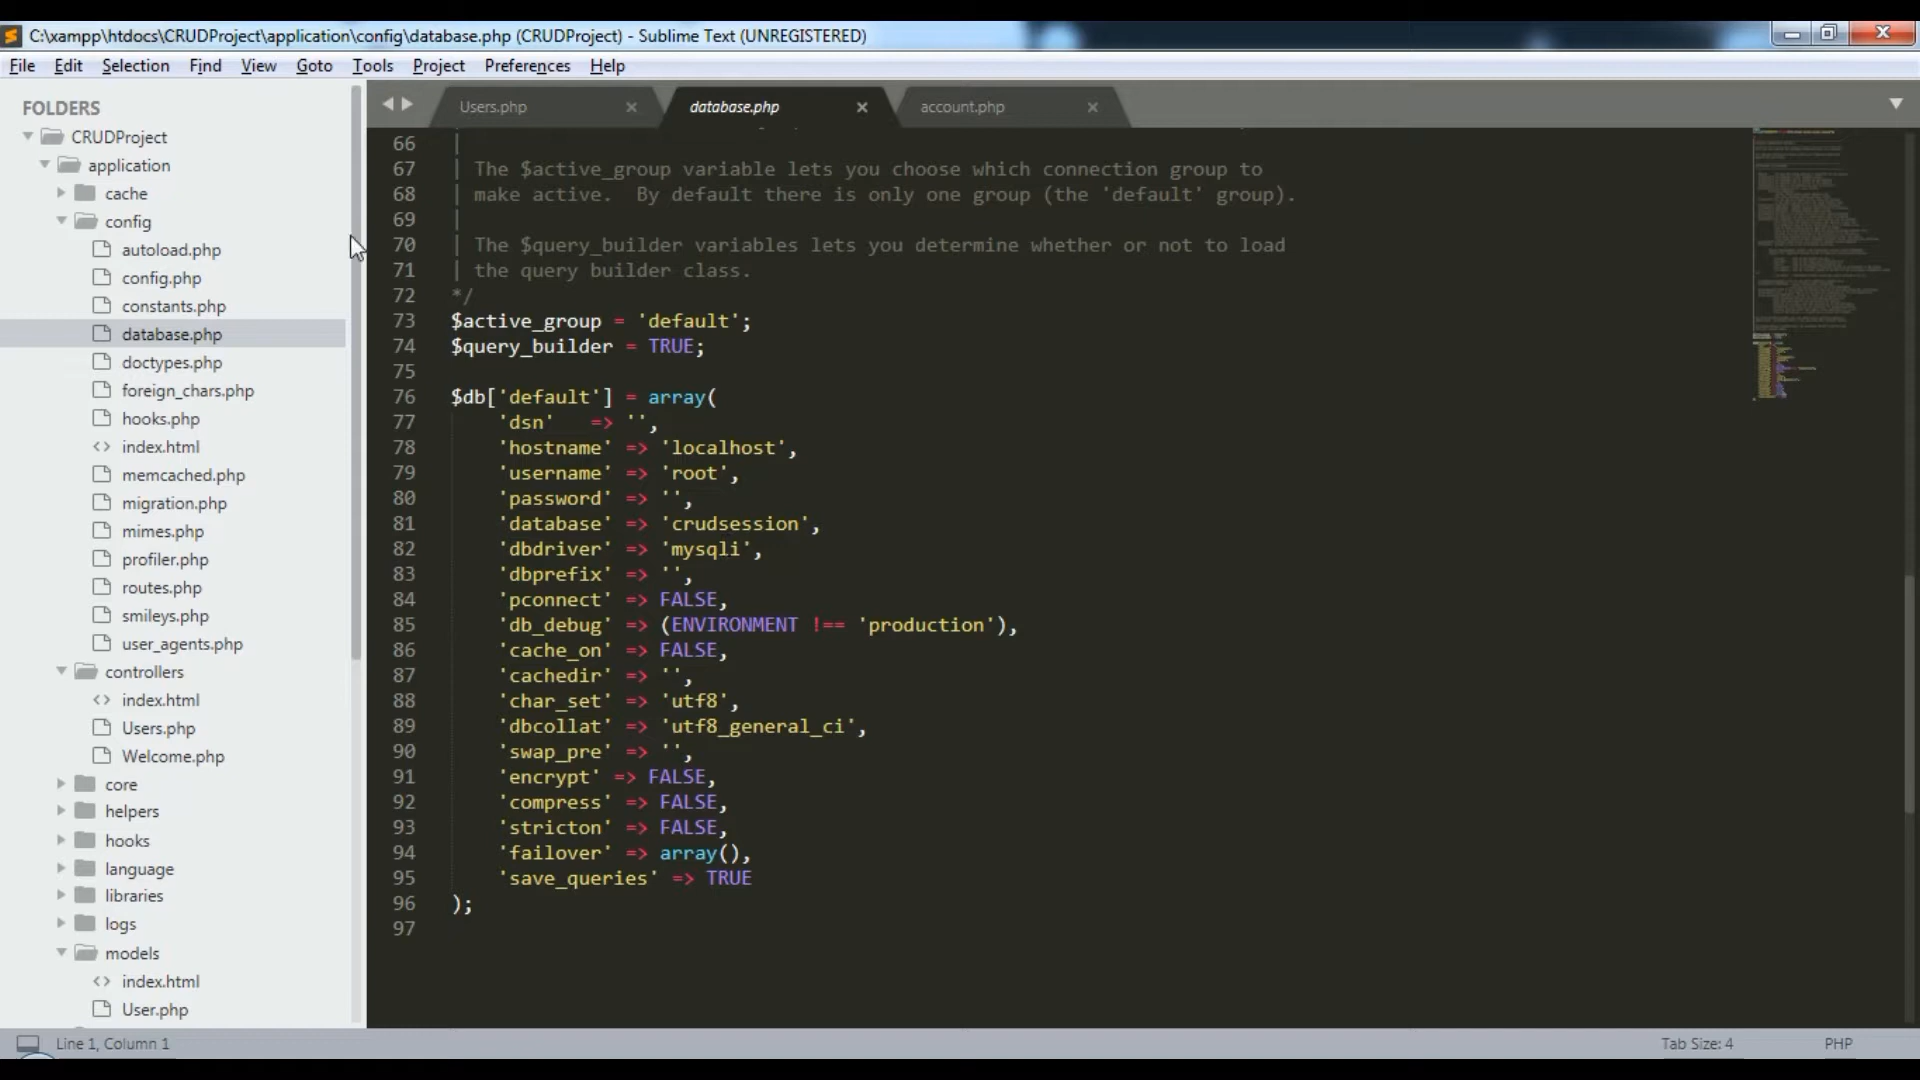 C:\xampp\htdocs\CRUDProject\application\config\database.php (CRUDProject) - Sublime Text (UNREGISTERED)
File Edit Selection Find View Goto Tools Project Preferences Help
FOLDERS
CRUDProject
application
cache
config
autoload.php
config.php
constants.php
database.php
doctypes.php
foreign_chars.php
hooks.php
<> index.html
memcached.php
migration.php
mimes.php
profiler.php
routes.php
smileys.php
user_agents.php
controllers
<> index.html
Users.php
Welcome.php
core
helpers
hooks
language
libraries
logs
models
<> index.html
User.php
Users.php database.php account.php
66 |
67 | The $active_group variable lets you choose which connection group to
68 | make active.  By default there is only one group (the 'default' group).
69 |
70 | The $query_builder variables lets you determine whether or not to load
71 | the query builder class.
72 */
73 $active_group = 'default';
74 $query_builder = TRUE;
75
76 $db['default'] = array(
77 'dsn'   => '',
78 'hostname' => 'localhost',
79 'username' => 'root',
80 'password' => '',
81 'database' => 'crudsession',
82 'dbdriver' => 'mysqli',
83 'dbprefix' => '',
84 'pconnect' => FALSE,
85 'db_debug' => (ENVIRONMENT !== 'production'),
86 'cache_on' => FALSE,
87 'cachedir' => '',
88 'char_set' => 'utf8',
89 'dbcollat' => 'utf8_general_ci',
90 'swap_pre' => '',
91 'encrypt' => FALSE,
92 'compress' => FALSE,
93 'stricton' => FALSE,
94 'failover' => array(),
95 'save_queries' => TRUE
96 );
97
Line 1, Column 1 Tab Size: 4 PHP